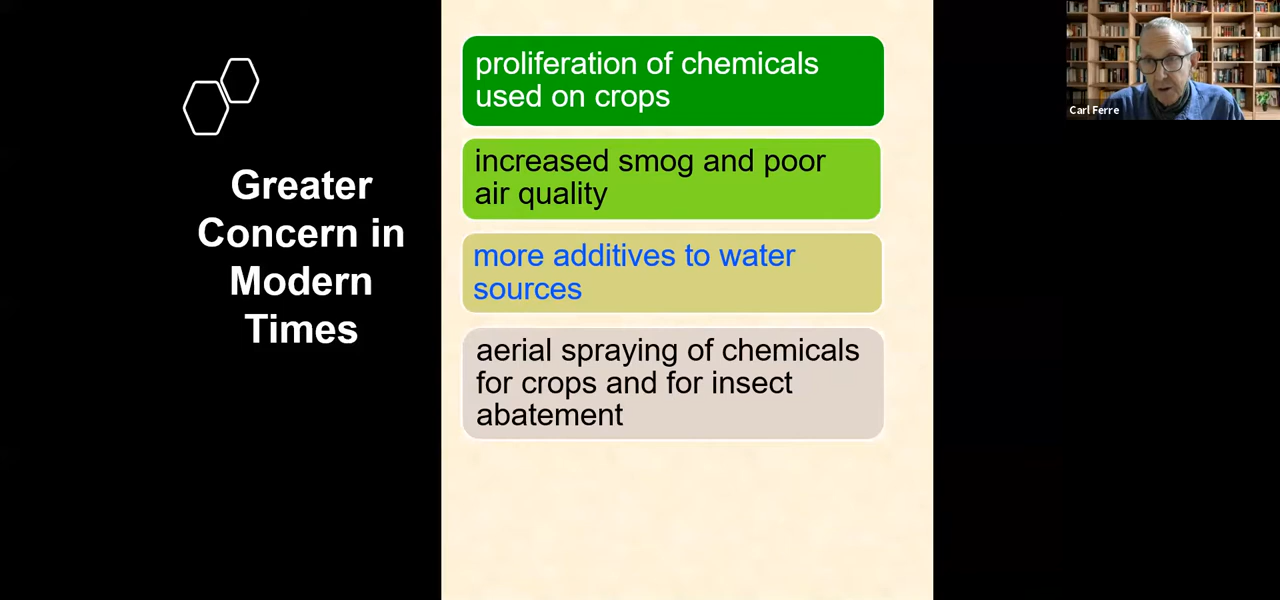 Greater
Concern in
Modern
Times
proliferation of chemicals
used on crops
increased smog and poor
air quality
more additives to water
sources
aerial spraying of chemicals
for crops and for insect
abatement
Carl Ferre